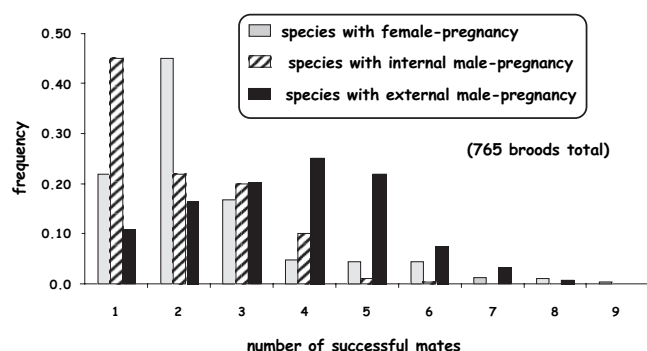 0.50
species with female-pregnancy
0.40
species with internal male-pregnancy
species with external male-pregnancy
0.30
frequency
(765 broods total)
0.20
0.10
0.0
1 2 3 4 5 6 7 8 9
number of successful mates